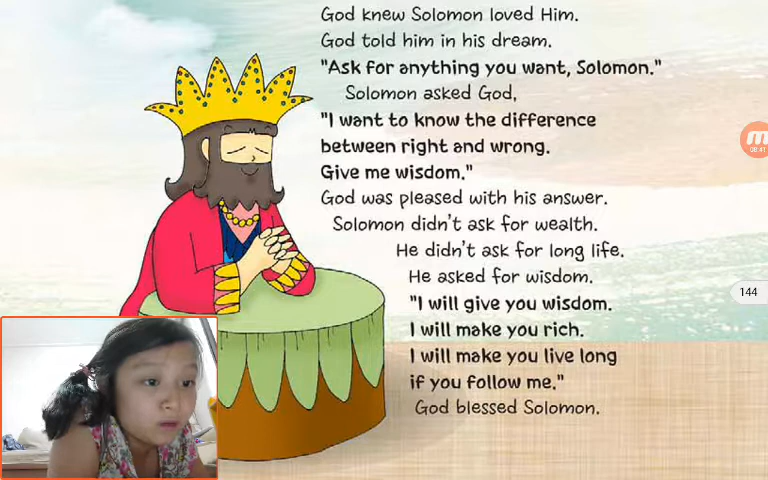 God knew Solomon loved Him.
God told him in his dream.
"Ask for anything you want, Solomon."
Solomon asked God,
"I want to know the difference
between right and wrong.
Give me wisdom."
God was pleased with his answer.
Solomon didn't ask for wealth.
He didn't ask for long life.
He asked for wisdom.
"I will give you wisdom.
I will make you rich.
I will make you live long
if you follow me."
God blessed Solomon.
144